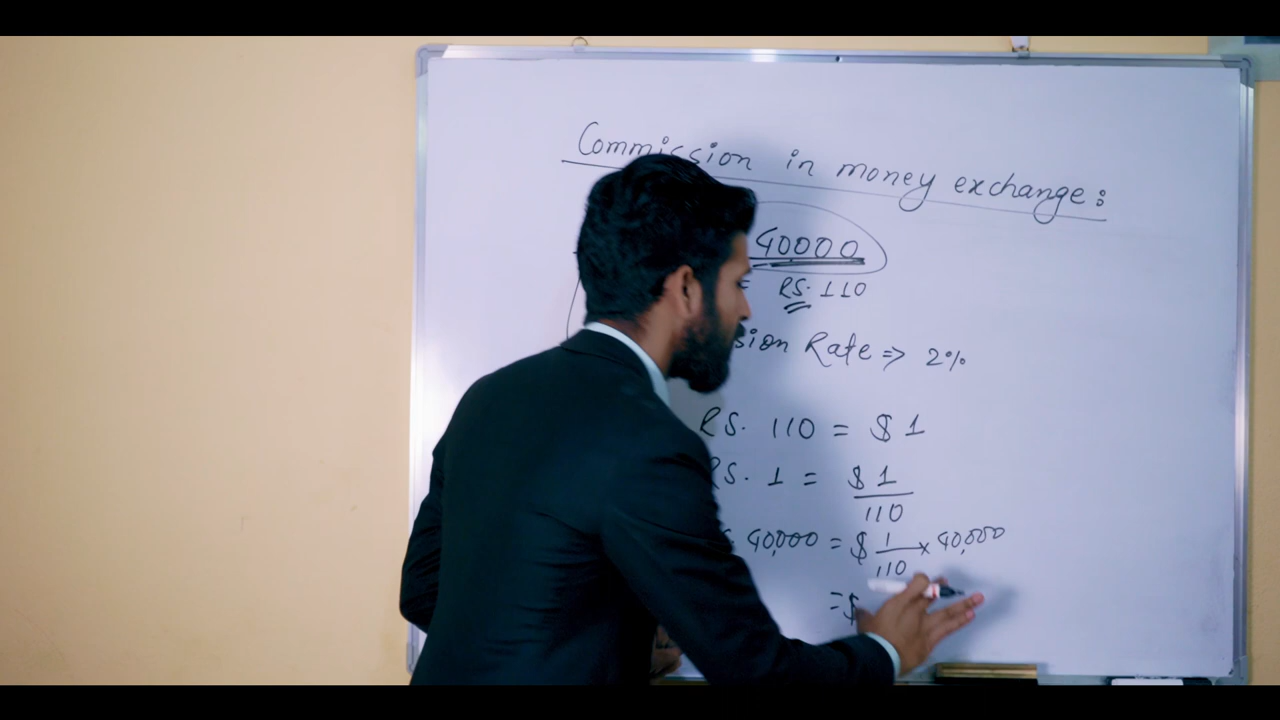 Commission in money exchange:
40000
= RS. 110
sion Rate => 2%
RS. 110 = $ 1
RS. 1 = $ 1/110
40,000 = $ 1/110 × 40,000
= $